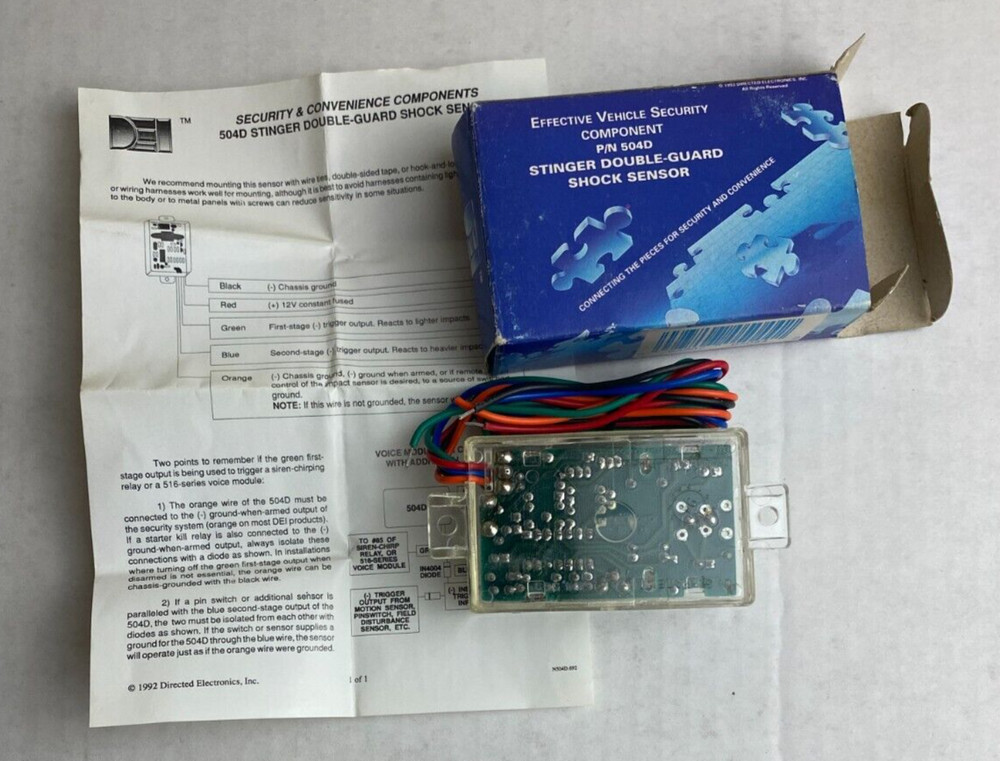 SECURITY & CONVENIENCE COMPONENTS
504D STINGER DOUBLE-GUARD SHOCK SEN
TM
We recommend mounting this sensor with wire ties, double-sided tape, or hook-and-
or wiring harnesses work well for mounting, although it is best to avoid harnesses containing
to the body or to metal panels with screws can reduce sensitivity in some situations.
Black (-) Chassis ground
Red (+) 12V constant fused
Green First-stage (-) trigger output. Reacts to lighter impacts.
Blue Second-stage (-) trigger output. Reacts to heavier
Orange (-) Chassis ground, (-) ground when armed, or if remote
control of the impact sensor is desired, to a source of
ground.
NOTE: If this wire is not grounded, the sensor
Two points to remember if the green first-
stage output is being used to trigger a siren-chirping
relay or a 516-series voice module:
1) The orange wire of the 504D must be
connected to the (-) ground-when-armed output of
the security system (orange on most DEI products).
If a starter kill relay is also connected to the (-)
ground-when-armed output, always isolate these
connections with a diode as shown. In installations
where turning off the green first-stage output when
disarmed is not essential, the orange wire can be
chassis-grounded with the black wire.
2) If a pin switch or additional sensor is
paralleled with the blue second-stage output of the
504D, the two must be isolated from each other with
diodes as shown. If the switch or sensor supplies a
ground for the 504D through the blue wire, the sensor
will operate just as if the orange wire were grounded.
© 1992 Directed Electronics, Inc.
1 of 1
VOICE MOD
WITH ADDI
504D
TO #85 OF
SIREN-CHIRP
RELAY, OR
516-SERIES
VOICE MODULE
GR
IN4004
DIODE
BL
(-) TRIGGER
OUTPUT FROM
MOTION SENSOR,
PINSWITCH, FIELD
DISTURBANCE
SENSOR, ETC.
© 1992 DIRECTED ELECTRONICS, INC.
All Rights Reserved
EFFECTIVE VEHICLE SECURITY
COMPONENT
P/N 504D
STINGER DOUBLE-GUARD
SHOCK SENSOR
CONNECTING THE PIECES FOR SECURITY AND CONVENIENCE